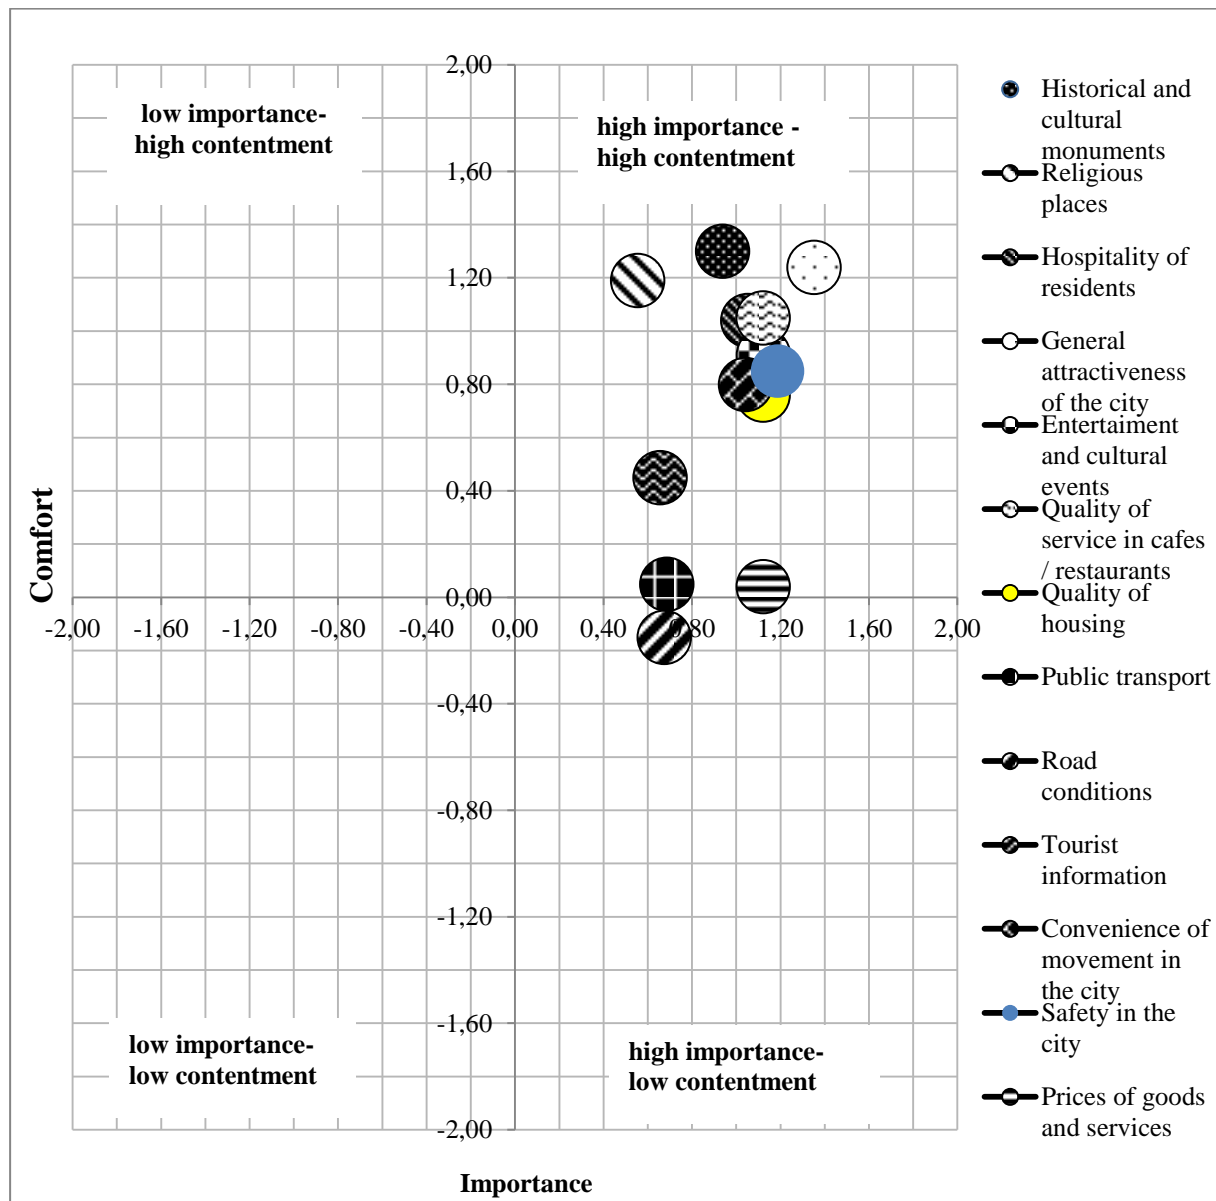 2,00
low importance-
high contentment
high importance -
high contentment
1,60
1,20
0,80
0,40
0,00
-2,00 -1,60 -1,20 -0,80 -0,40 0,00 0,40 0,80 1,20 1,60 2,00
-0,40
-0,80
-1,20
-1,60
-2,00
low importance-
low contentment
high importance-
low contentment
Comfort
Importance
Historical and
cultural
monuments
Religious
places
Hospitality of
residents
General
attractiveness
of the city
Entertaiment
and cultural
events
Quality of
service in cafes
/ restaurants
Quality of
housing
Public transport
Road
conditions
Tourist
information
Convenience of
movement in
the city
Safety in the
city
Prices of goods
and services